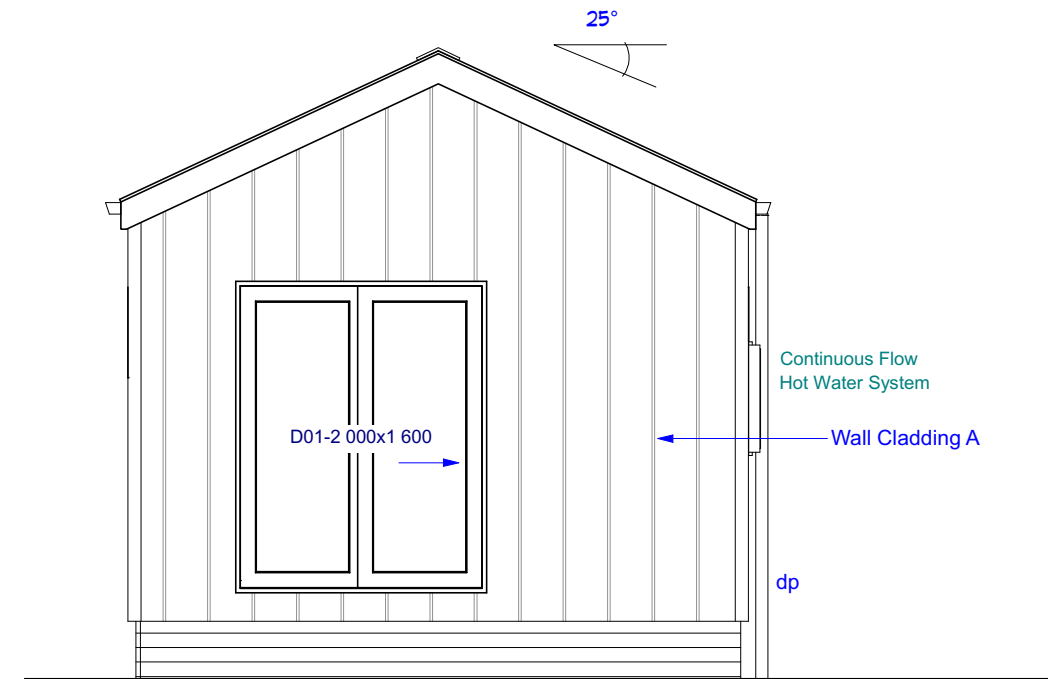 25°
Continuous Flow
Hot Water System
D01-2 000x1 600
Wall Cladding A
dp